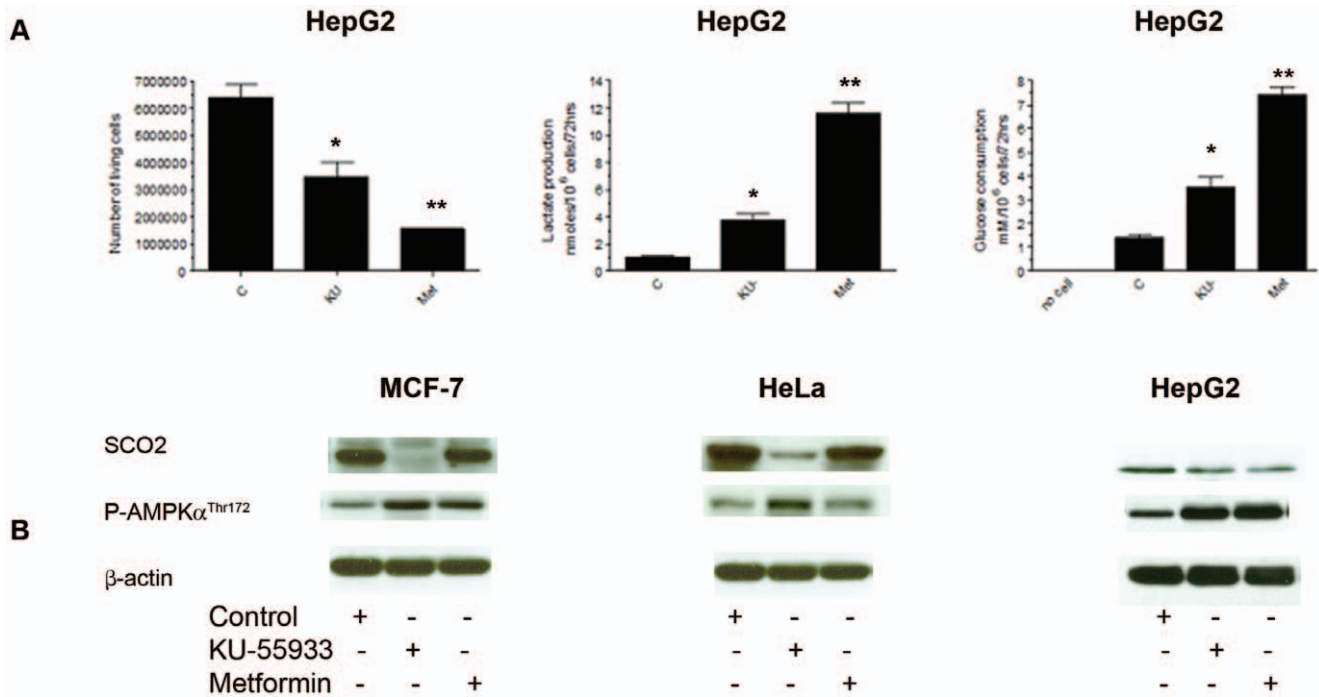 A
HepG2
Number of living cells
7000000
6000000
5000000
4000000
3000000
2000000
1000000
0
*
**
C
KU
Met
HepG2
Lactate production
nmoles/10⁶ cells/72hrs
14
12
10
8
6
4
2
0
*
**
C
KU-
Met
HepG2
Glucose consumption
mM/10⁶ cells/72hrs
8
7
6
5
4
3
2
1
0
*
**
no cell
C
KU-
Met
B
MCF-7
HeLa
HepG2
SCO2
P-AMPKα^Thr172
β-actin
Control + - - + - - + - -
KU-55933 - + - - + - - + -
Metformin - - + - - + - - +